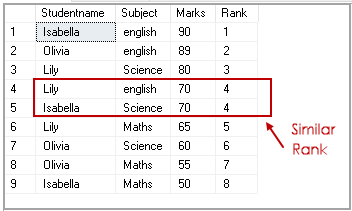 Studentname Subject Marks Rank
1 Isabella english 90 1
2 Olivia english 89 2
3 Lily Science 80 3
4 Lily english 70 4
5 Isabella Science 70 4
6 Lily Maths 65 5
7 Olivia Science 60 6
8 Olivia Maths 55 7
9 Isabella Maths 50 8
Similar
Rank